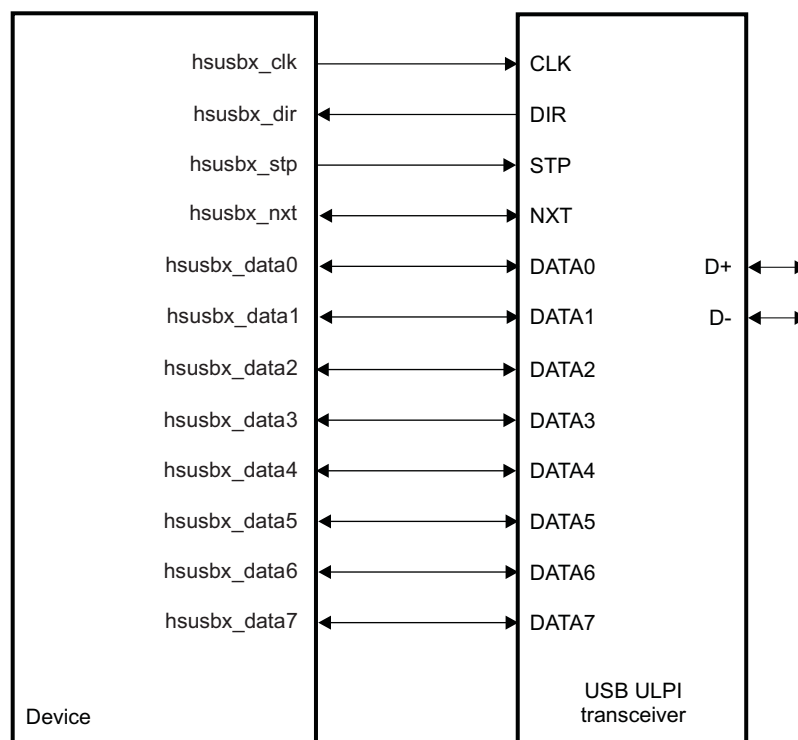 hsusbx_clk CLK
hsusbx_dir DIR
hsusbx_stp STP
hsusbx_nxt NXT
hsusbx_data0 DATA0 D+
hsusbx_data1 DATA1 D-
hsusbx_data2 DATA2
hsusbx_data3 DATA3
hsusbx_data4 DATA4
hsusbx_data5 DATA5
hsusbx_data6 DATA6
hsusbx_data7 DATA7
Device
USB ULPI
transceiver